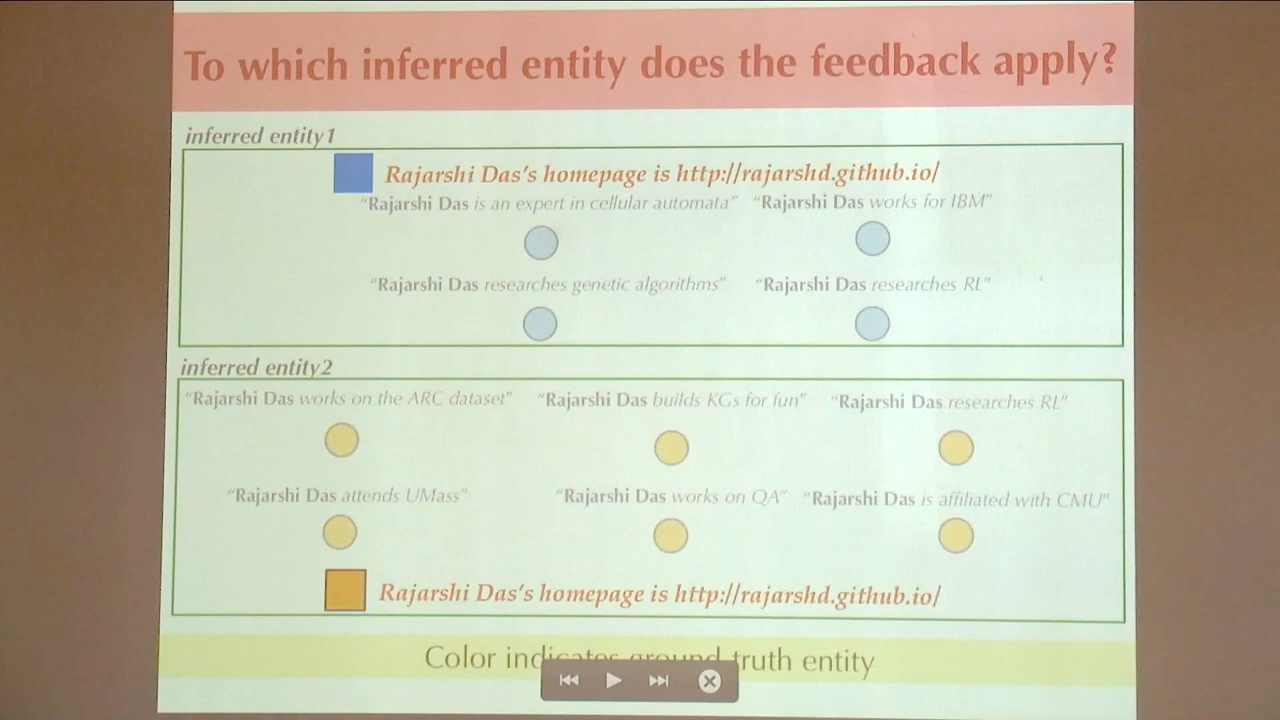 To which inferred entity does the feedback apply?
inferred entity1
Rajarshi Das's homepage is http://rajarshd.github.io/
"Rajarshi Das is an expert in cellular automata" "Rajarshi Das works for IBM"
"Rajarshi Das researches genetic algorithms" "Rajarshi Das researches RL"
inferred entity2
"Rajarshi Das works on the ARC dataset" "Rajarshi Das builds KGs for fun" "Rajarshi Das researches RL"
"Rajarshi Das attends UMass" "Rajarshi Das works on QA" "Rajarshi Das is affiliated with CMU"
Rajarshi Das's homepage is http://rajarshd.github.io/
Color indicates ground truth entity